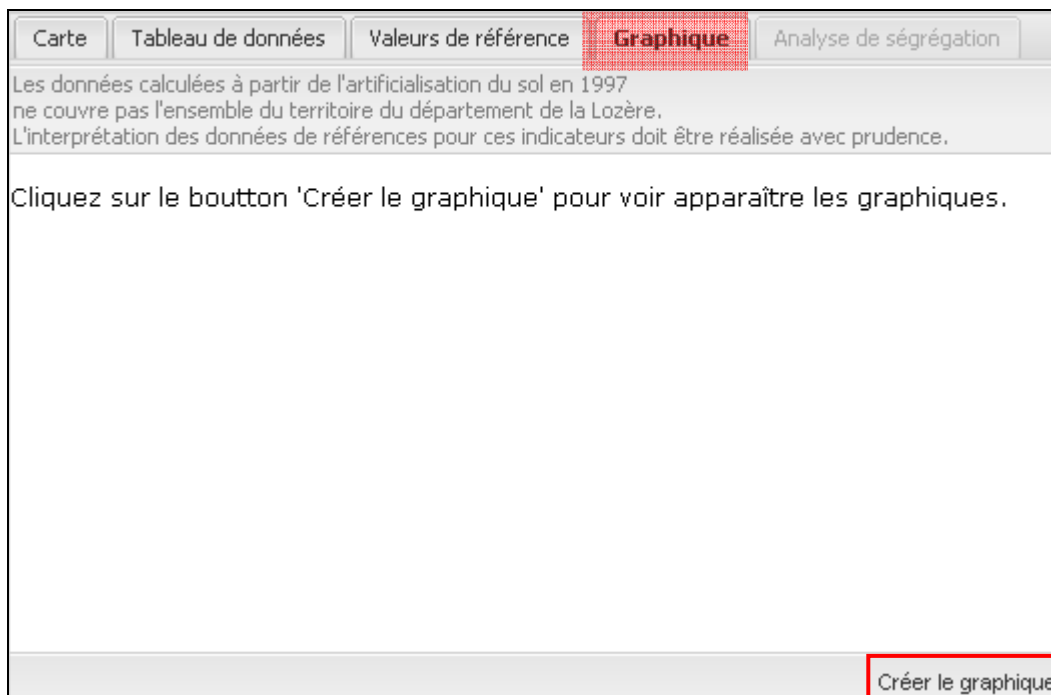 Carte Tableau de données Valeurs de référence Graphique Analyse de ségrégation
Les données calculées à partir de l'artificialisation du sol en 1997
ne couvre pas l'ensemble du territoire du département de la Lozère.
L'interprétation des données de références pour ces indicateurs doit être réalisée avec prudence.
Cliquez sur le boutton 'Créer le graphique' pour voir apparaître les graphiques.
Créer le graphique